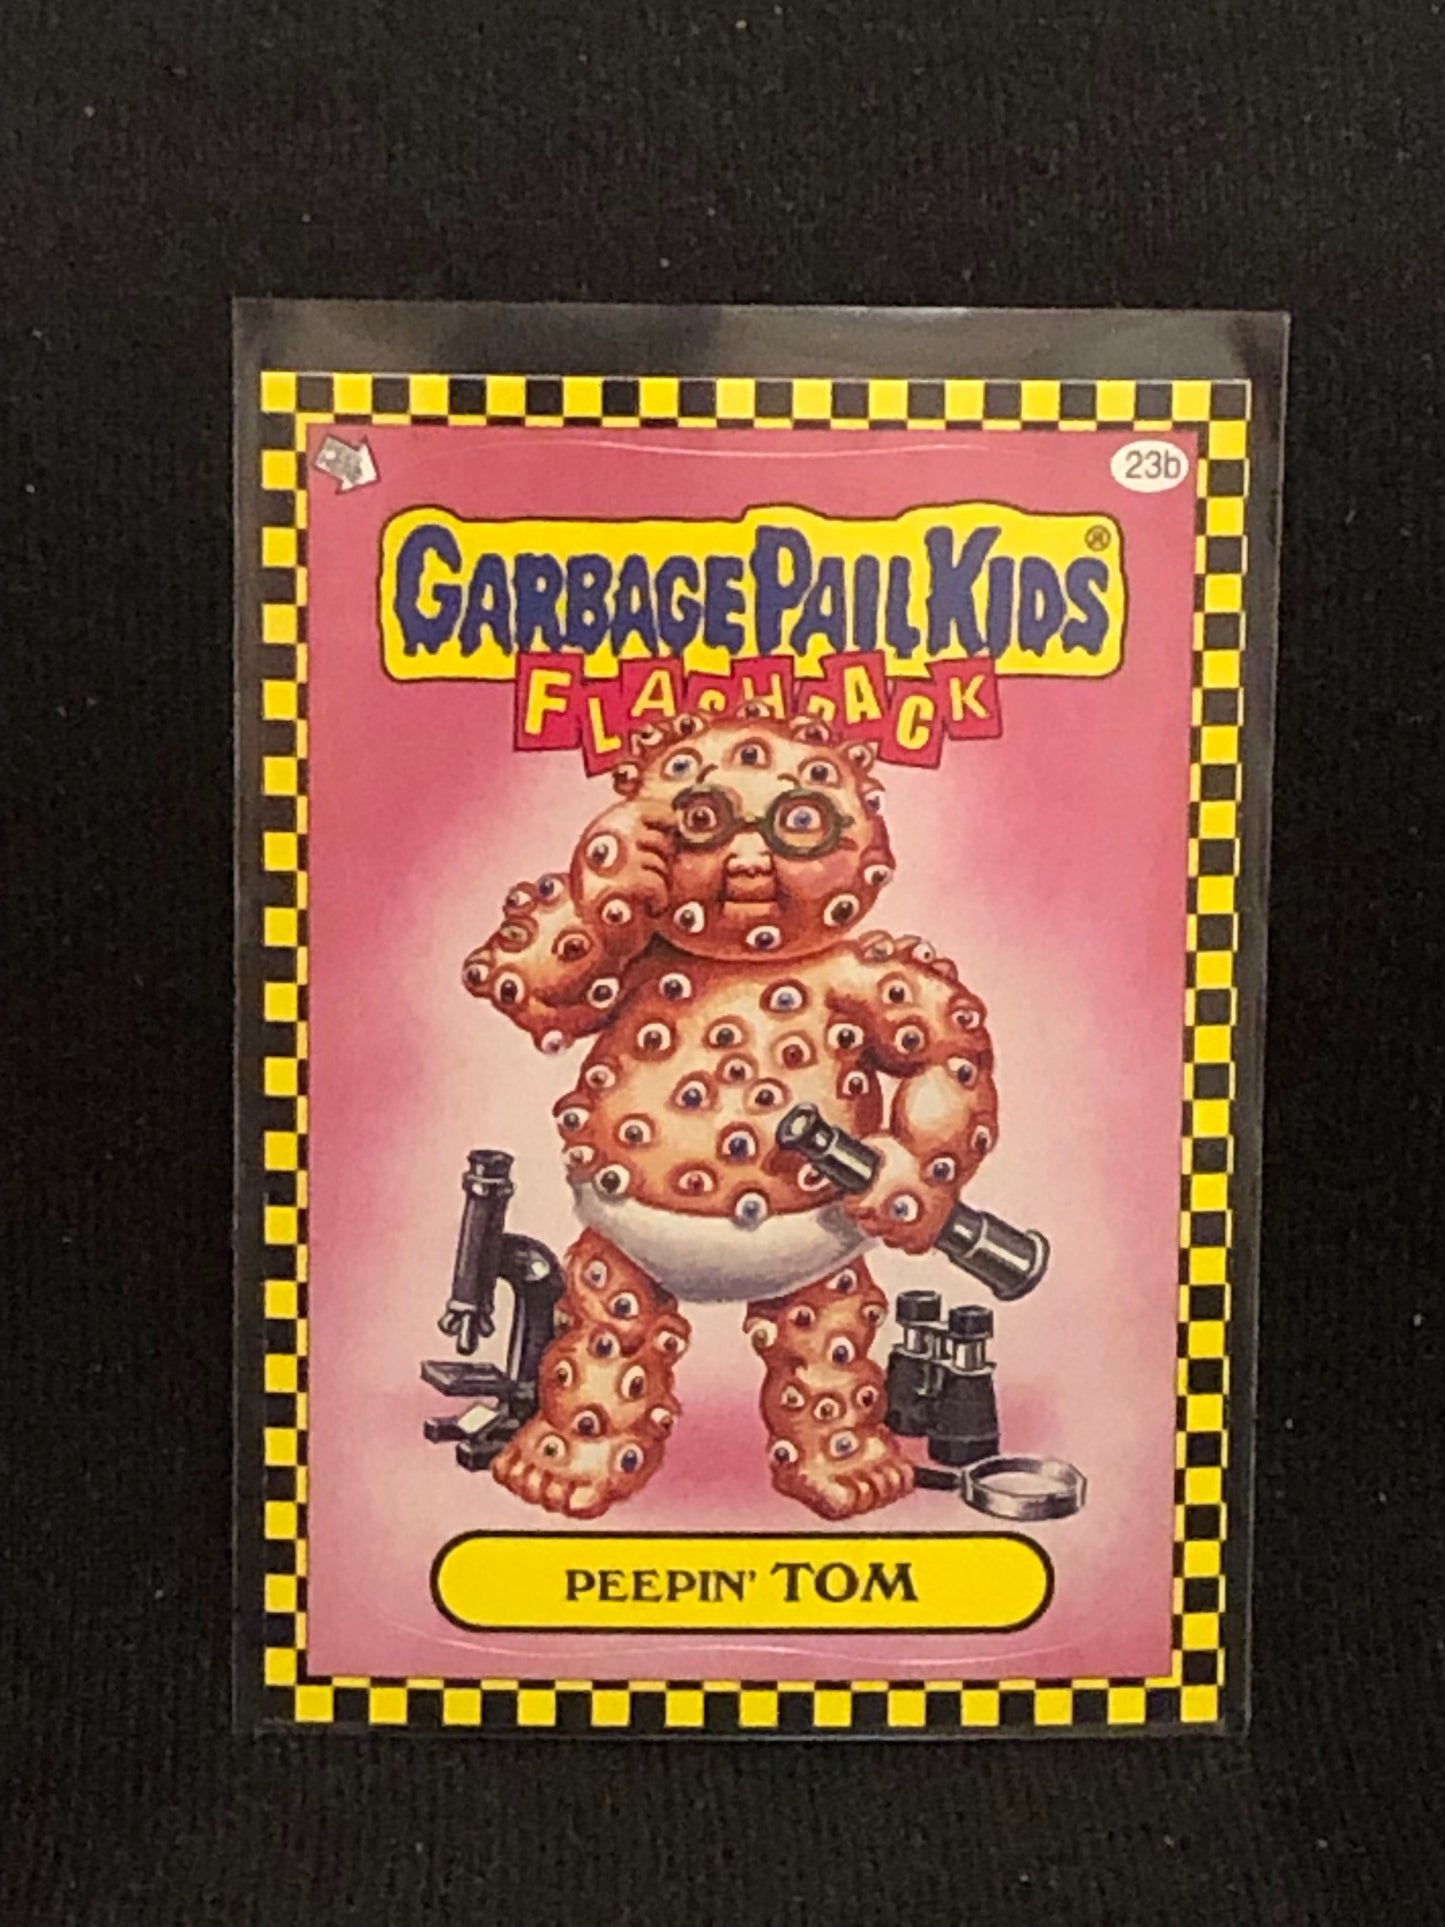 23b
GARBAGE PAIL KIDS®
FLASHBACK
PEEPIN' TOM